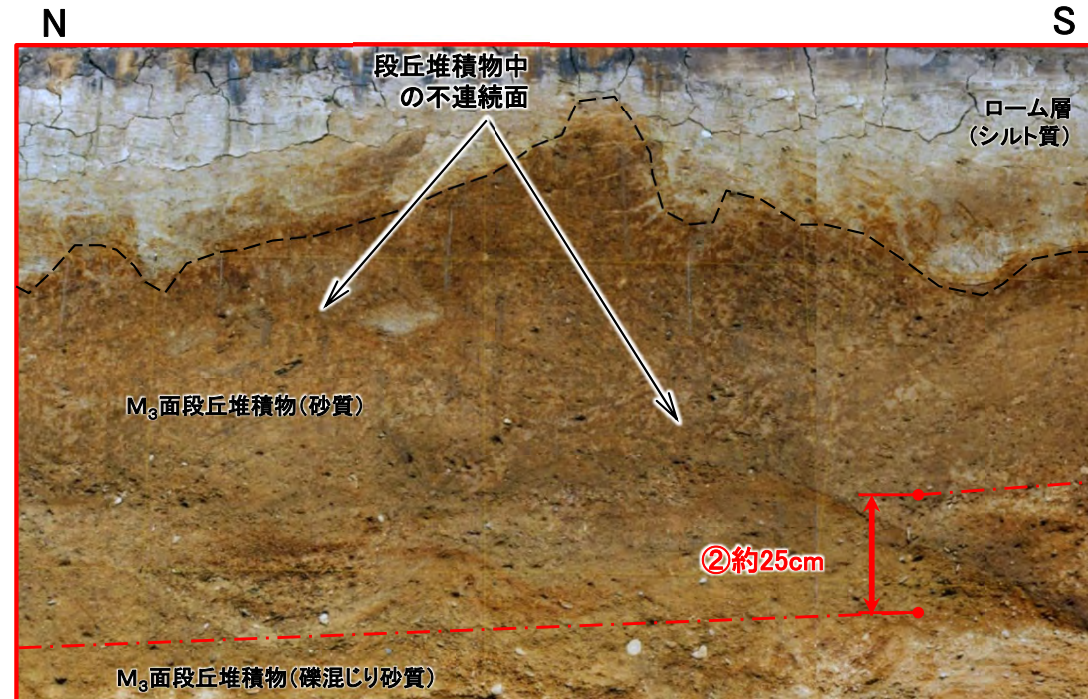 N
S
段丘堆積物中
の不連続面
ローム層
(シルト質)
M₃面段丘堆積物(砂質)
②約25cm
M₃面段丘堆積物(礫混じり砂質)